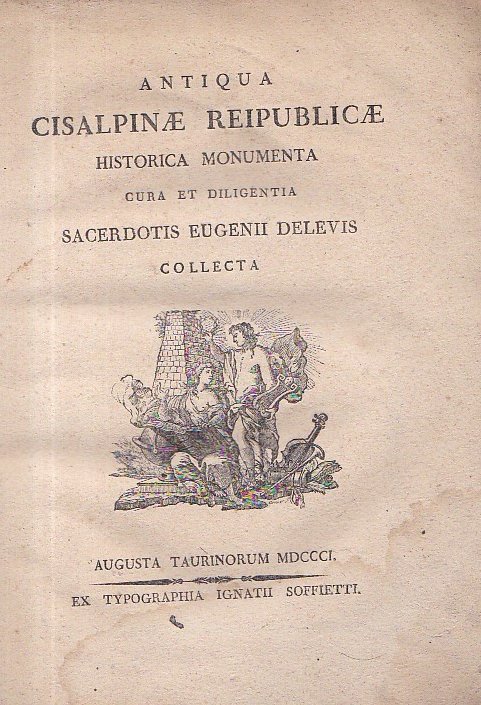 ANTIQUA
CISALPINÆ REIPUBLICÆ
HISTORICA MONUMENTA
CURA ET DILIGENTIA
SACERDOTIS EUGENII DELEVIS
COLLECTA
AUGUSTA TAURINORUM MDCCCI.
EX TYPOGRAPHIA IGNATII SOFFIETTI.